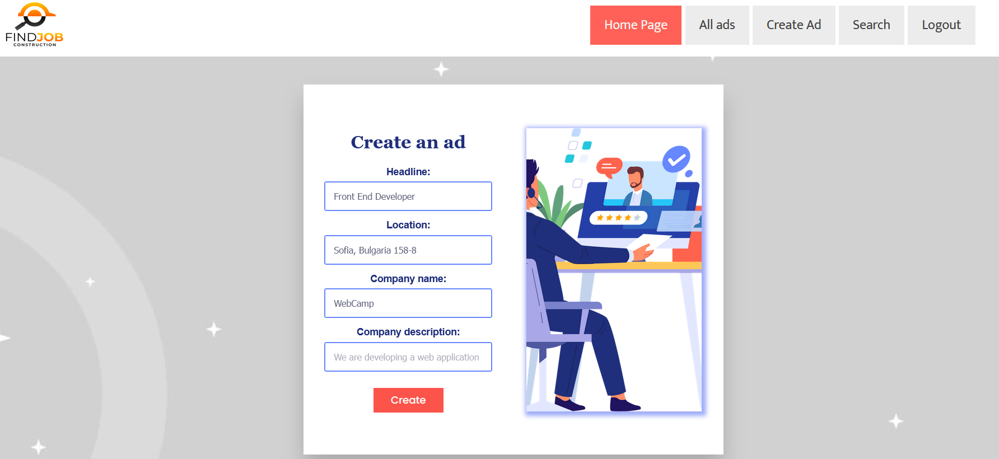 FINDJOB
CONSTRUCTION
Home Page
All ads
Create Ad
Search
Logout
Create an ad
Headline:
Front End Developer
Location:
Sofia, Bulgaria 158-8
Company name:
WebCamp
Company description:
We are developing a web application
Create